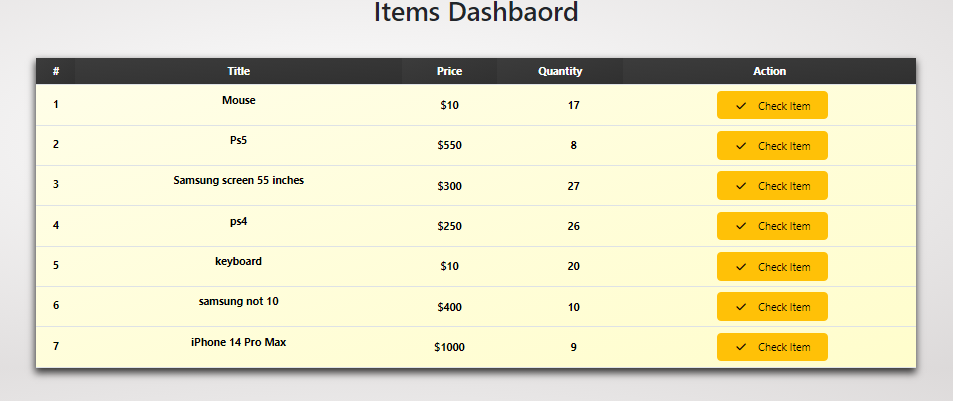 Items Dashbaord
# Title Price Quantity Action
1 Mouse $10 17 Check Item
2 Ps5 $550 8 Check Item
3 Samsung screen 55 inches $300 27 Check Item
4 ps4 $250 26 Check Item
5 keyboard $10 20 Check Item
6 samsung not 10 $400 10 Check Item
7 iPhone 14 Pro Max $1000 9 Check Item